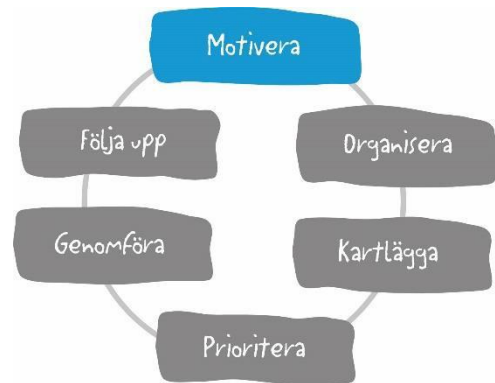 Motivera
Organisera
Kartlägga
Prioritera
Genomföra
Följa upp